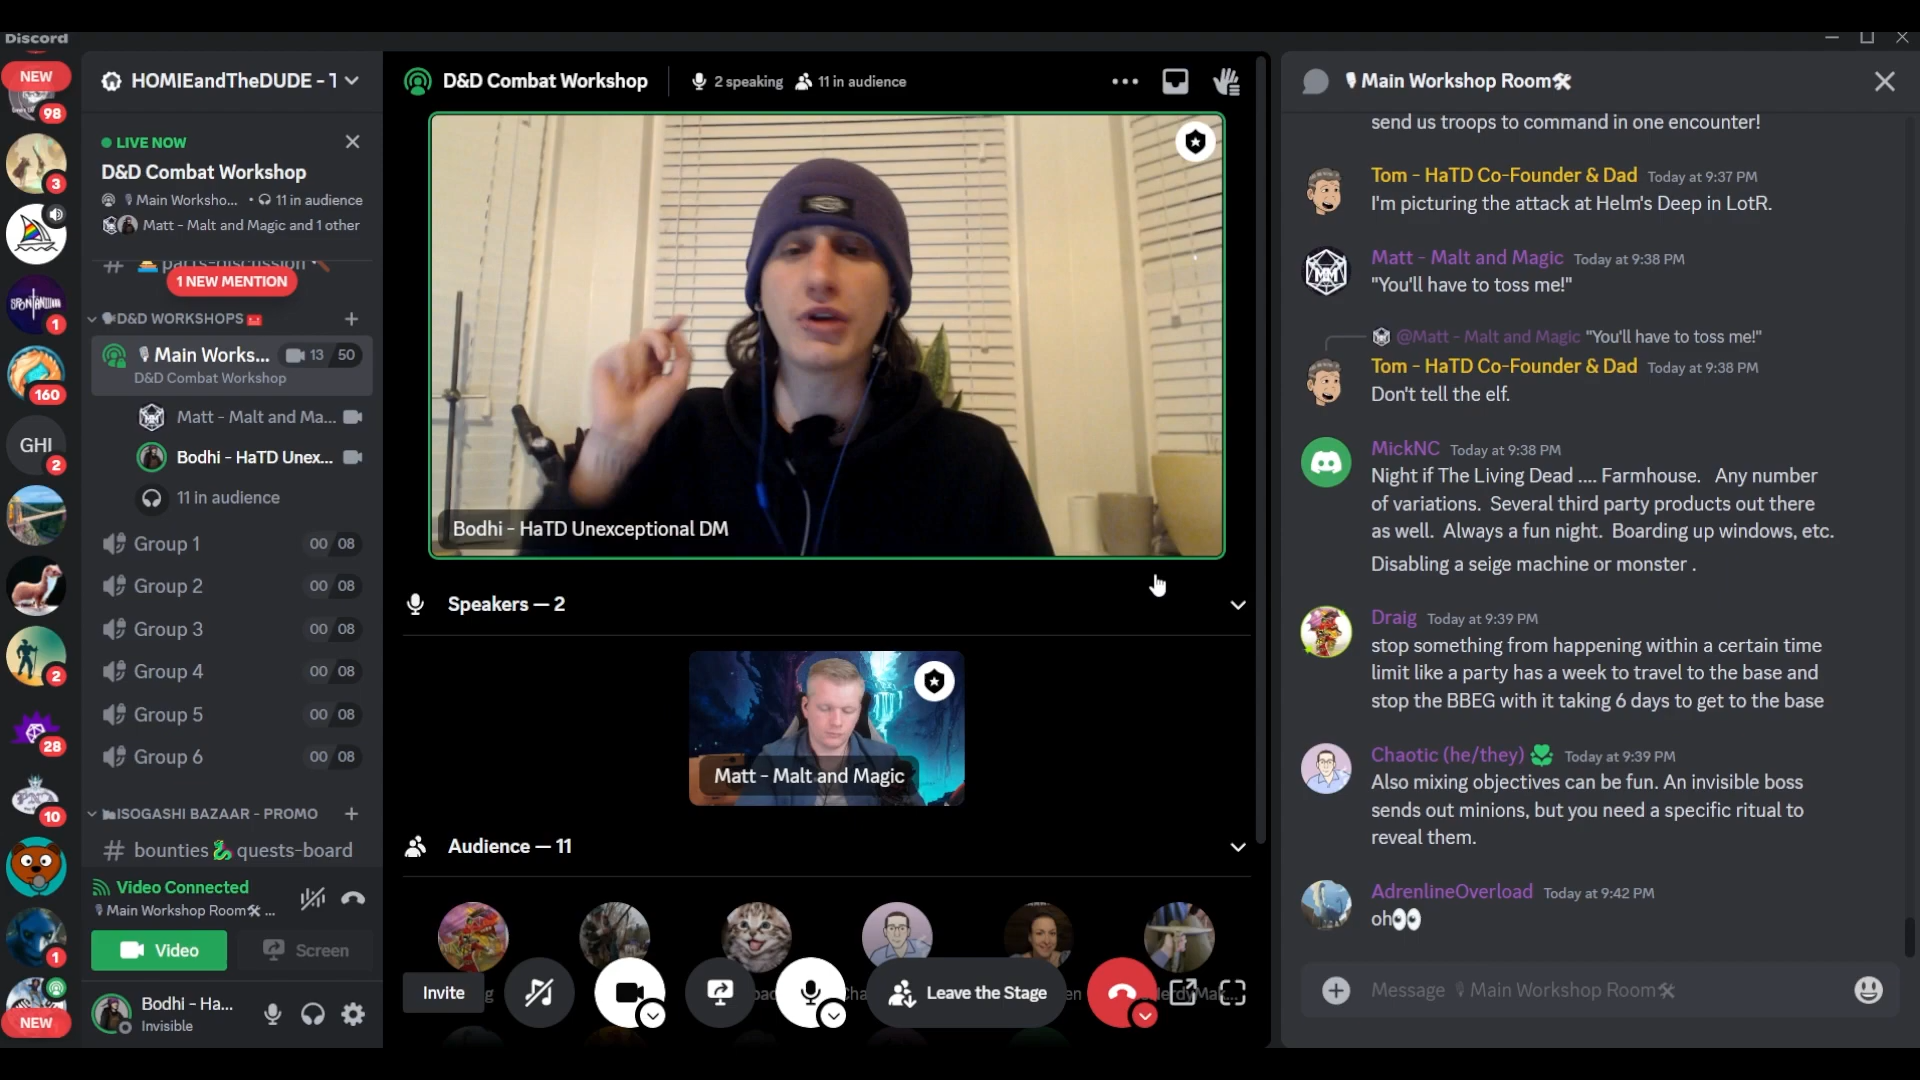 Discord
NEW
98
3
1
160
GHI
2
2
28
10
1
NEW
HOMIEandTheDUDE - T
LIVE NOW
D&D Combat Workshop
Main Worksho... • 11 in audience
Matt - Malt and Magic and 1 other
# parts-discussion
1 NEW MENTION
D&D WORKSHOPS
Main Works... 13 50
D&D Combat Workshop
Matt - Malt and Ma...
Bodhi - HaTD Unex...
11 in audience
Group 1 00 08
Group 2 00 08
Group 3 00 08
Group 4 00 08
Group 5 00 08
Group 6 00 08
ISOGASHI BAZAAR - PROMO
# bounties quests-board
Video Connected
Main Workshop Room ...
Video
Screen
Bodhi - Ha...
Invisible
D&D Combat Workshop
2 speaking 11 in audience
Bodhi - HaTD Unexceptional DM
Speakers — 2
Matt - Malt and Magic
Audience — 11
Invite
Leave the Stage
Main Workshop Room
send us troops to command in one encounter!
Tom - HaTD Co-Founder & Dad Today at 9:37 PM
I'm picturing the attack at Helm's Deep in LotR.
Matt - Malt and Magic Today at 9:38 PM
"You'll have to toss me!"
@Matt - Malt and Magic "You'll have to toss me!"
Tom - HaTD Co-Founder & Dad Today at 9:38 PM
Don't tell the elf.
MickNC Today at 9:38 PM
Night if The Living Dead .... Farmhouse. Any number
of variations. Several third party products out there
as well. Always a fun night. Boarding up windows, etc.
Disabling a seige machine or monster .
Draig Today at 9:39 PM
stop something from happening within a certain time
limit like a party has a week to travel to the base and
stop the BBEG with it taking 6 days to get to the base
Chaotic (he/they) Today at 9:39 PM
Also mixing objectives can be fun. An invisible boss
sends out minions, but you need a specific ritual to
reveal them.
AdrenlineOverload Today at 9:42 PM
oh👀
Message Main Workshop Room